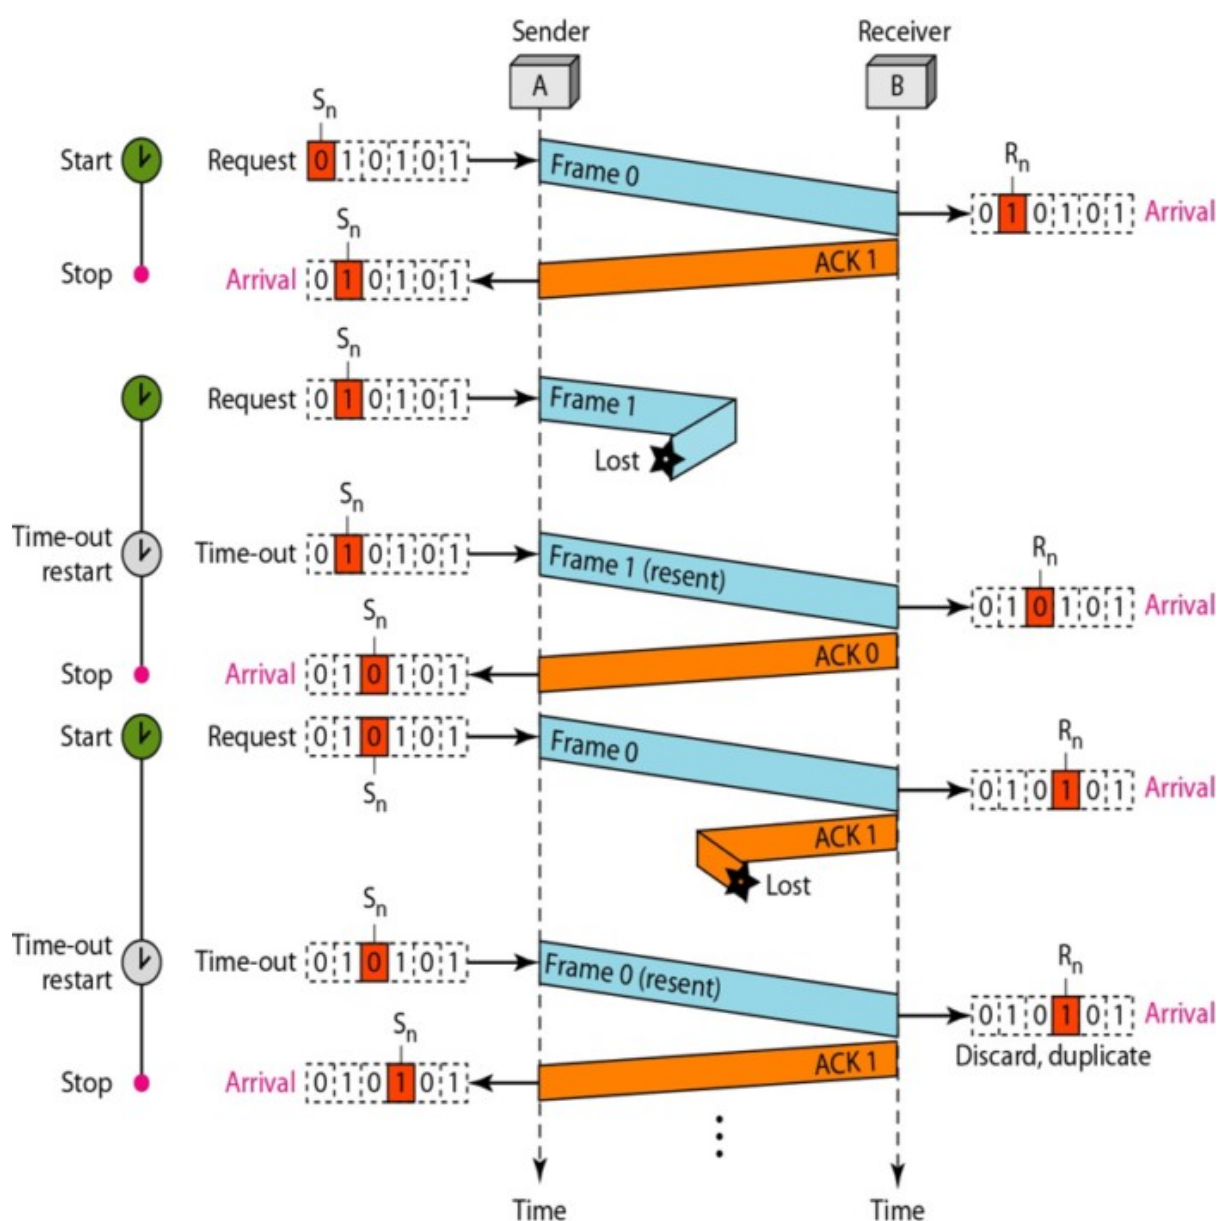 Sender Receiver
A B
Sn
Start Request 0 1 0 1 0 1 Frame 0
Rn
0 1 0 1 0 1 Arrival
Sn
Stop Arrival 0 1 0 1 0 1 ACK 1
Sn
Request 0 1 0 1 0 1 Frame 1
Lost
Sn
Time-out restart Time-out 0 1 0 1 0 1 Frame 1 (resent)
Rn
0 1 0 1 0 1 Arrival
Sn
Stop Arrival 0 1 0 1 0 1 ACK 0
Start Request 0 1 0 1 0 1 Frame 0
Sn
Rn
0 1 0 1 0 1 Arrival
ACK 1
Lost
Sn
Time-out restart Time-out 0 1 0 1 0 1 Frame 0 (resent)
Rn
0 1 0 1 0 1 Arrival
Discard, duplicate
Sn
Stop Arrival 0 1 0 1 0 1 ACK 1
Time Time